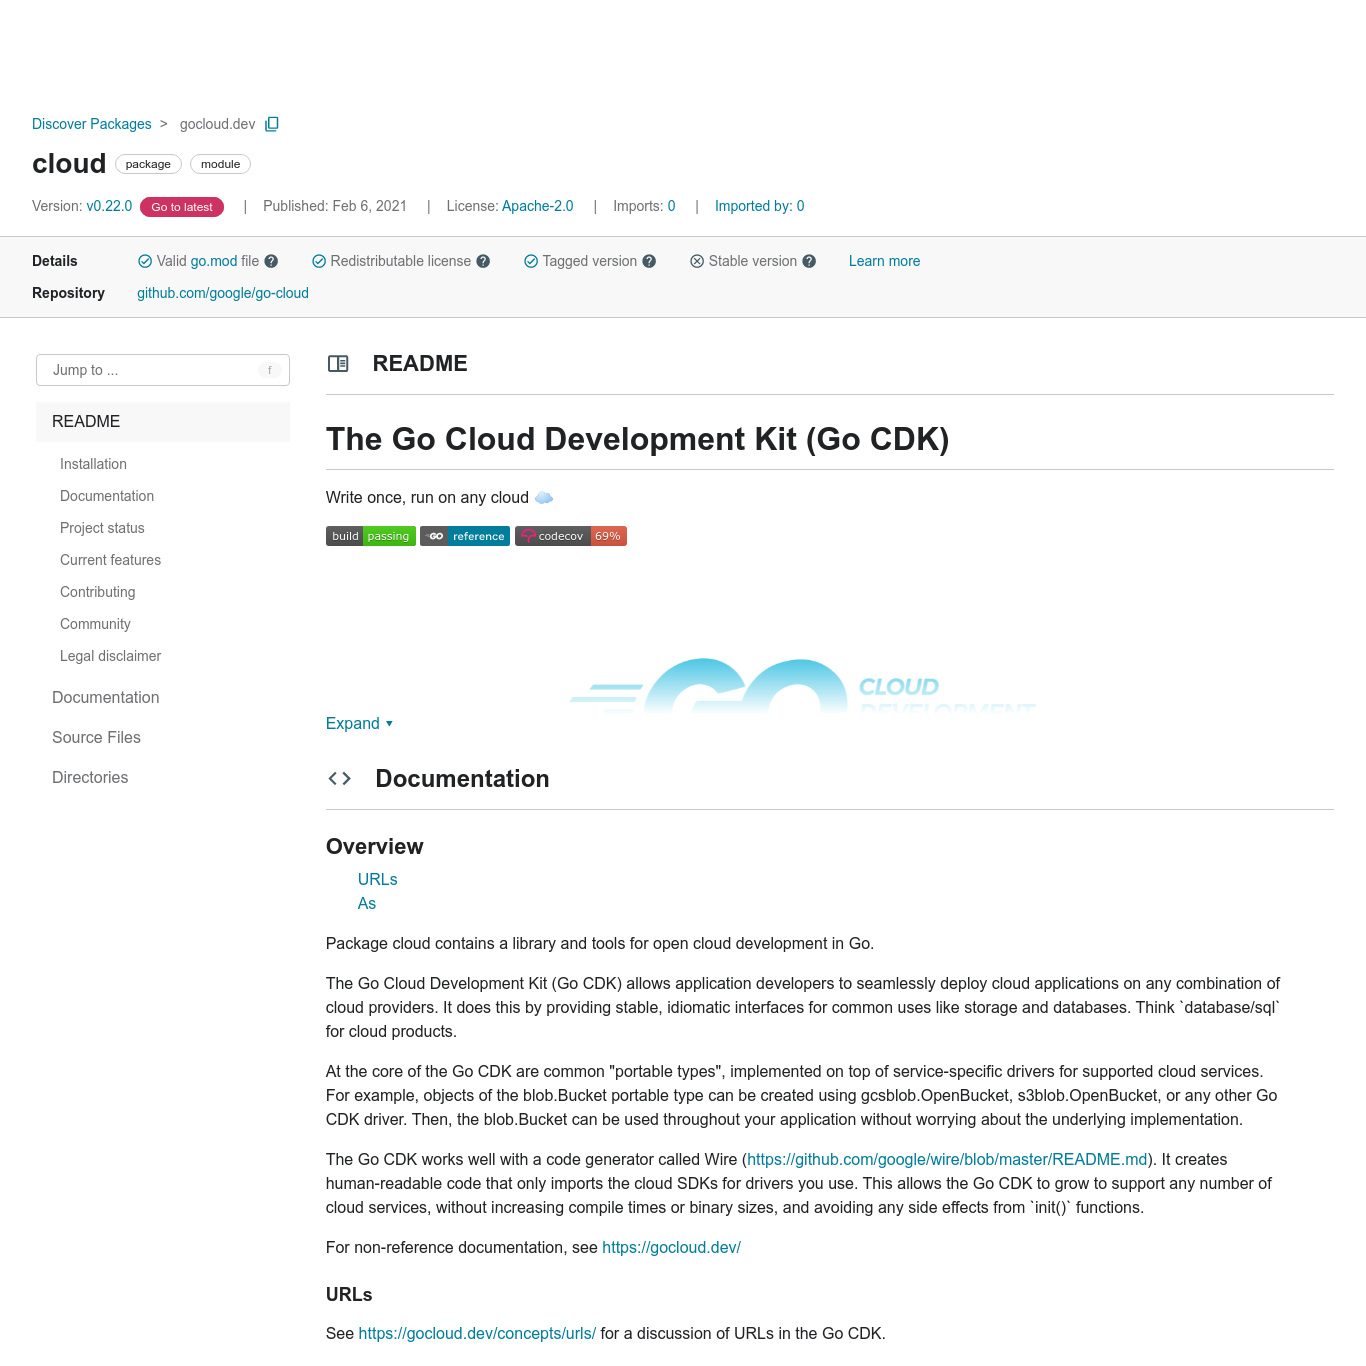 Discover Packages > gocloud.dev
cloud package module
Version: v0.22.0 Go to latest | Published: Feb 6, 2021 | License: Apache-2.0 | Imports: 0 | Imported by: 0
Details Valid go.mod file ? Redistributable license ? Tagged version ? Stable version ? Learn more
Repository github.com/google/go-cloud
Jump to ... f
README
Installation
Documentation
Project status
Current features
Contributing
Community
Legal disclaimer
Documentation
Source Files
Directories
README
The Go Cloud Development Kit (Go CDK)
Write once, run on any cloud ☁️
build passing GO reference codecov 69%
GO CLOUD
DEVELOPMENT
Expand ▾
Documentation
Overview
URLs
As
Package cloud contains a library and tools for open cloud development in Go.
The Go Cloud Development Kit (Go CDK) allows application developers to seamlessly deploy cloud applications on any combination of
cloud providers. It does this by providing stable, idiomatic interfaces for common uses like storage and databases. Think `database/sql`
for cloud products.
At the core of the Go CDK are common "portable types", implemented on top of service-specific drivers for supported cloud services.
For example, objects of the blob.Bucket portable type can be created using gcsblob.OpenBucket, s3blob.OpenBucket, or any other Go
CDK driver. Then, the blob.Bucket can be used throughout your application without worrying about the underlying implementation.
The Go CDK works well with a code generator called Wire (https://github.com/google/wire/blob/master/README.md). It creates
human-readable code that only imports the cloud SDKs for drivers you use. This allows the Go CDK to grow to support any number of
cloud services, without increasing compile times or binary sizes, and avoiding any side effects from `init()` functions.
For non-reference documentation, see https://gocloud.dev/
URLs
See https://gocloud.dev/concepts/urls/ for a discussion of URLs in the Go CDK.